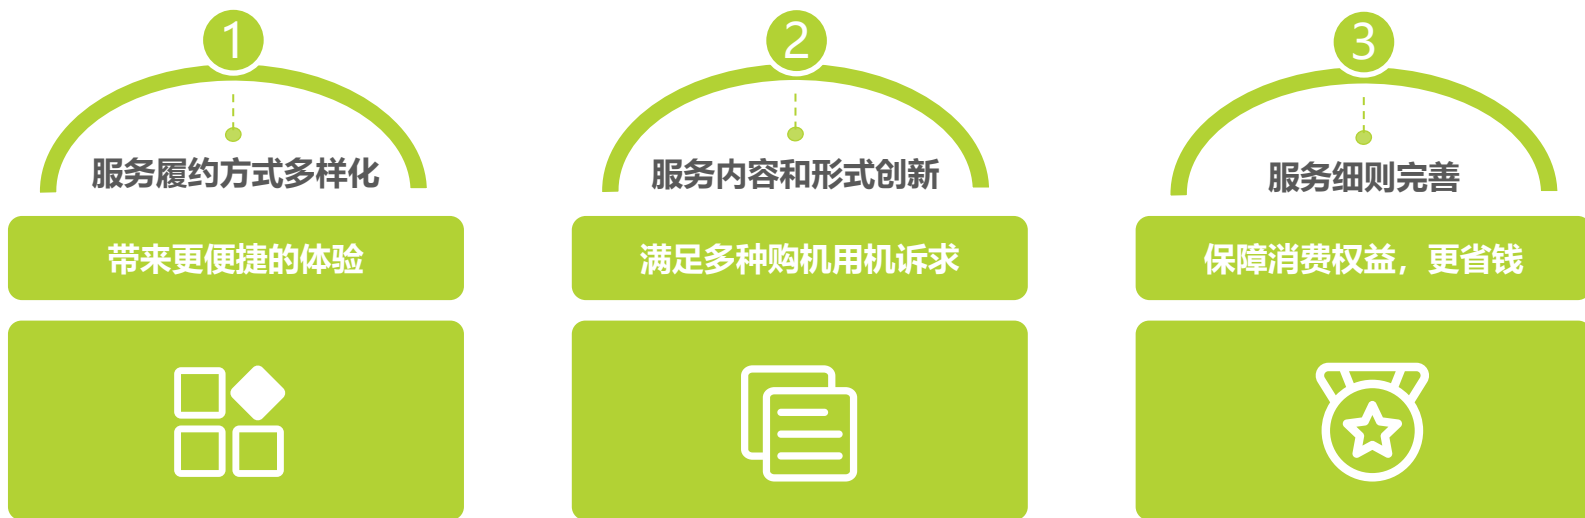 1
服务履约方式多样化
带来更便捷的体验
2
服务内容和形式创新
满足多种购机用机诉求
3
服务细则完善
保障消费权益，更省钱